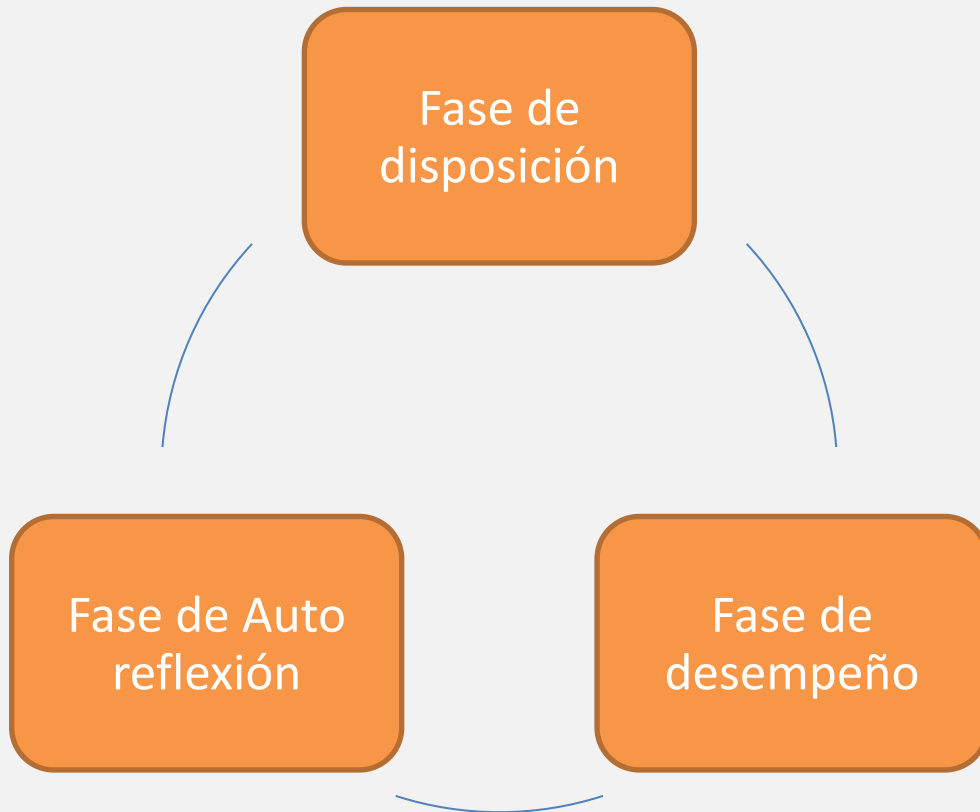 Fase de
disposición
Fase de Auto
reflexión
Fase de
desempeño